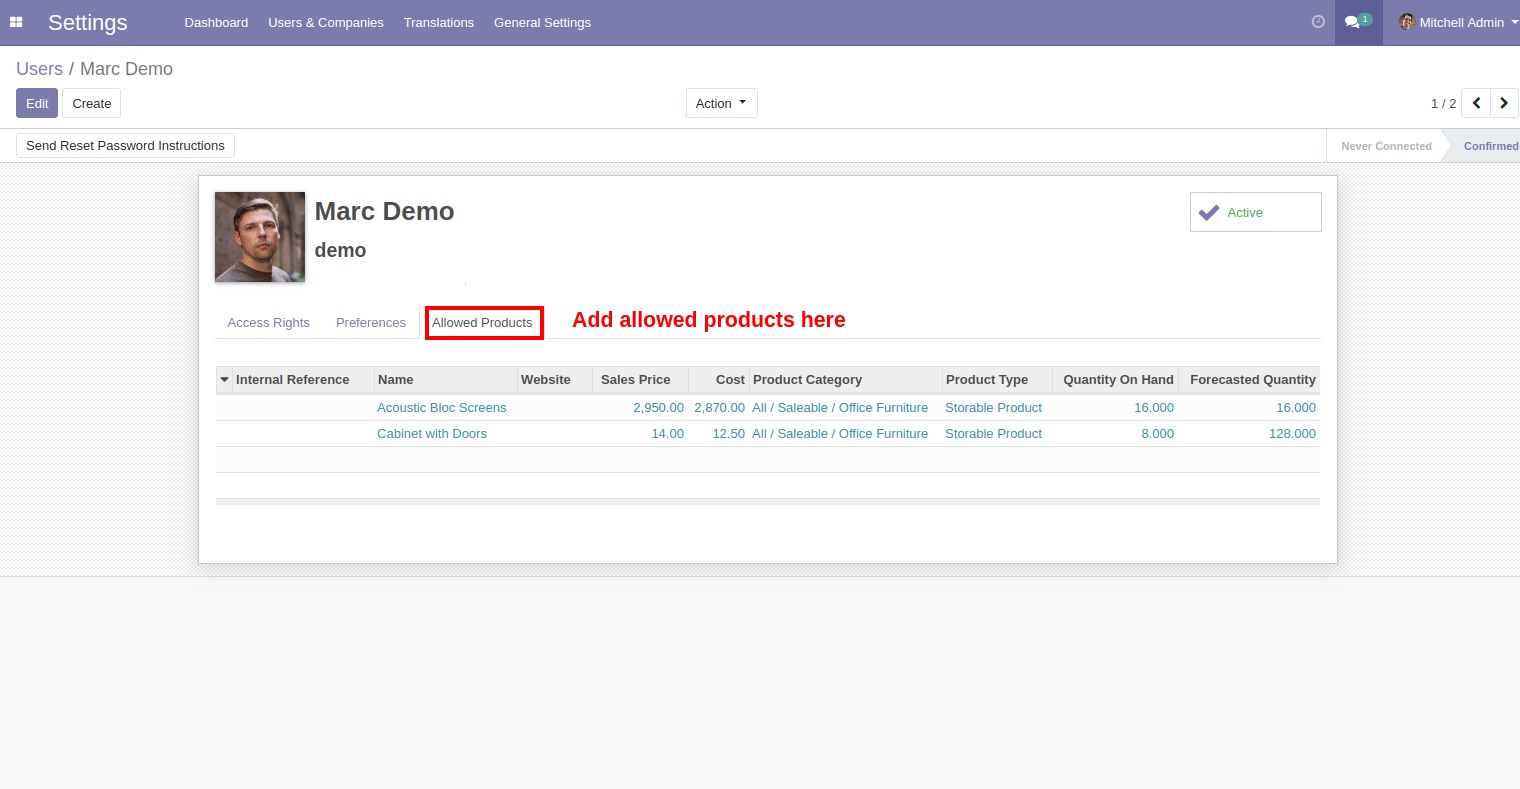 Settings Dashboard Users & Companies Translations General Settings 1 Mitchell Admin
Users / Marc Demo
Edit Create Action 1 / 2
Send Reset Password Instructions Never Connected Confirmed
Marc Demo Active
demo
Access Rights Preferences Allowed Products Add allowed products here
Internal Reference Name Website Sales Price Cost Product Category Product Type Quantity On Hand Forecasted Quantity
Acoustic Bloc Screens 2,950.00 2,870.00 All / Saleable / Office Furniture Storable Product 16.000 16.000
Cabinet with Doors 14.00 12.50 All / Saleable / Office Furniture Storable Product 8.000 128.000